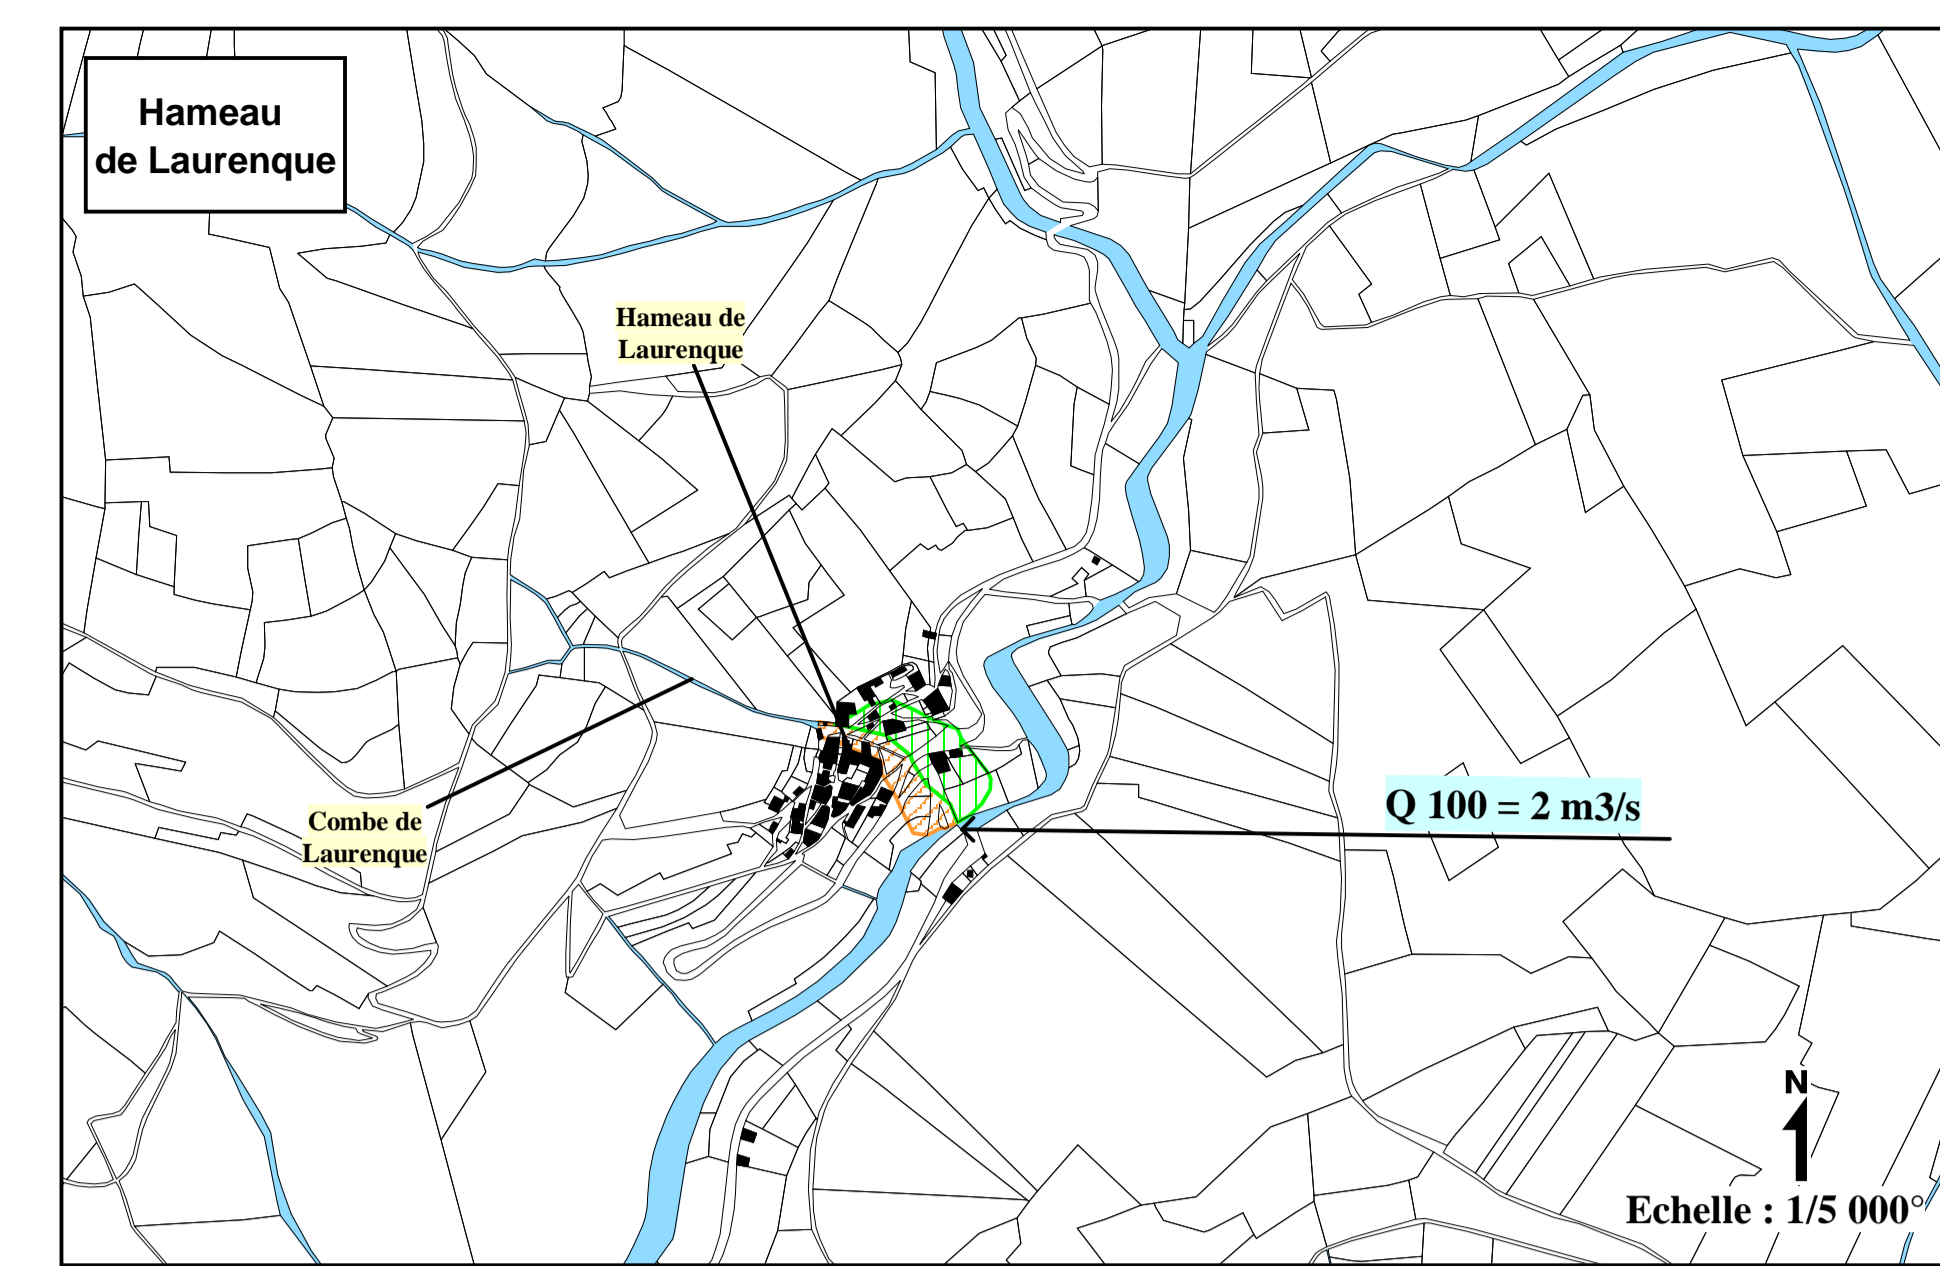 Hameau
de Laurenque
Hameau de
Laurenque
Combe de
Laurenque
Q 100 = 2 m3/s
N
Echelle : 1/5 000°